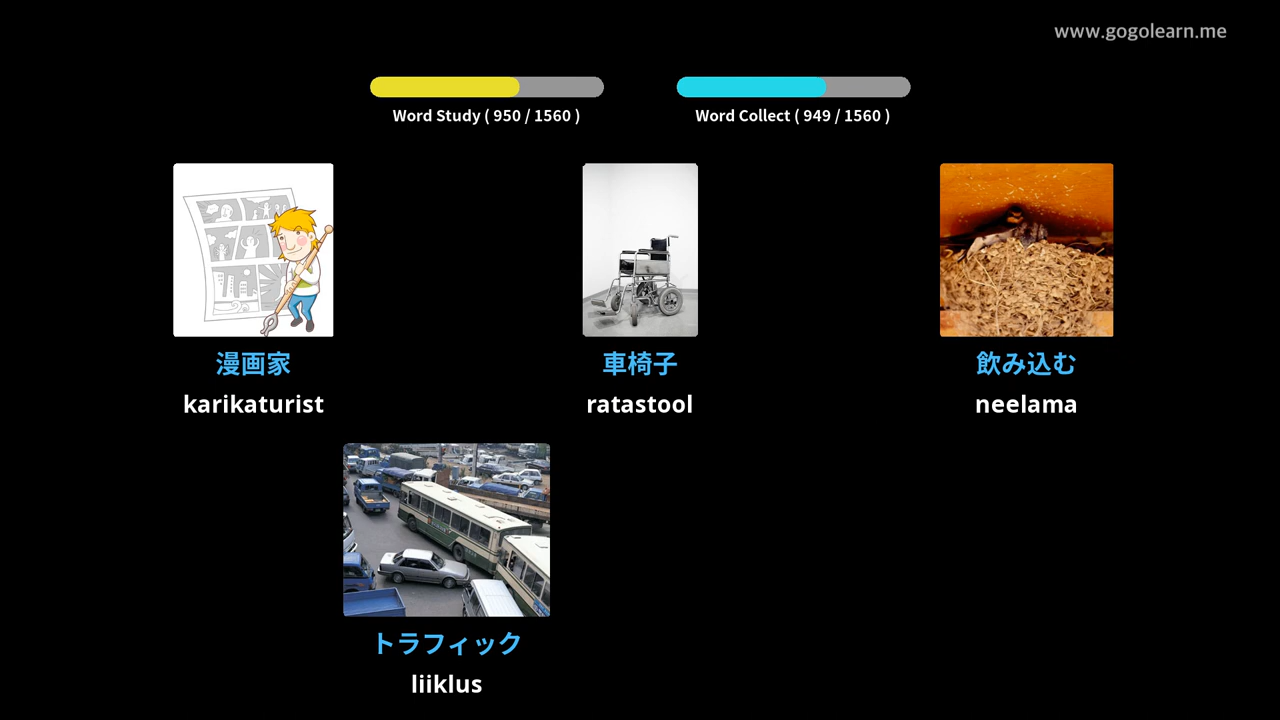 www.gogolearn.me
Word Study ( 950 / 1560 )
Word Collect ( 949 / 1560 )
漫画家
karikaturist
車椅子
ratastool
飲み込む
neelama
トラフィック
liiklus